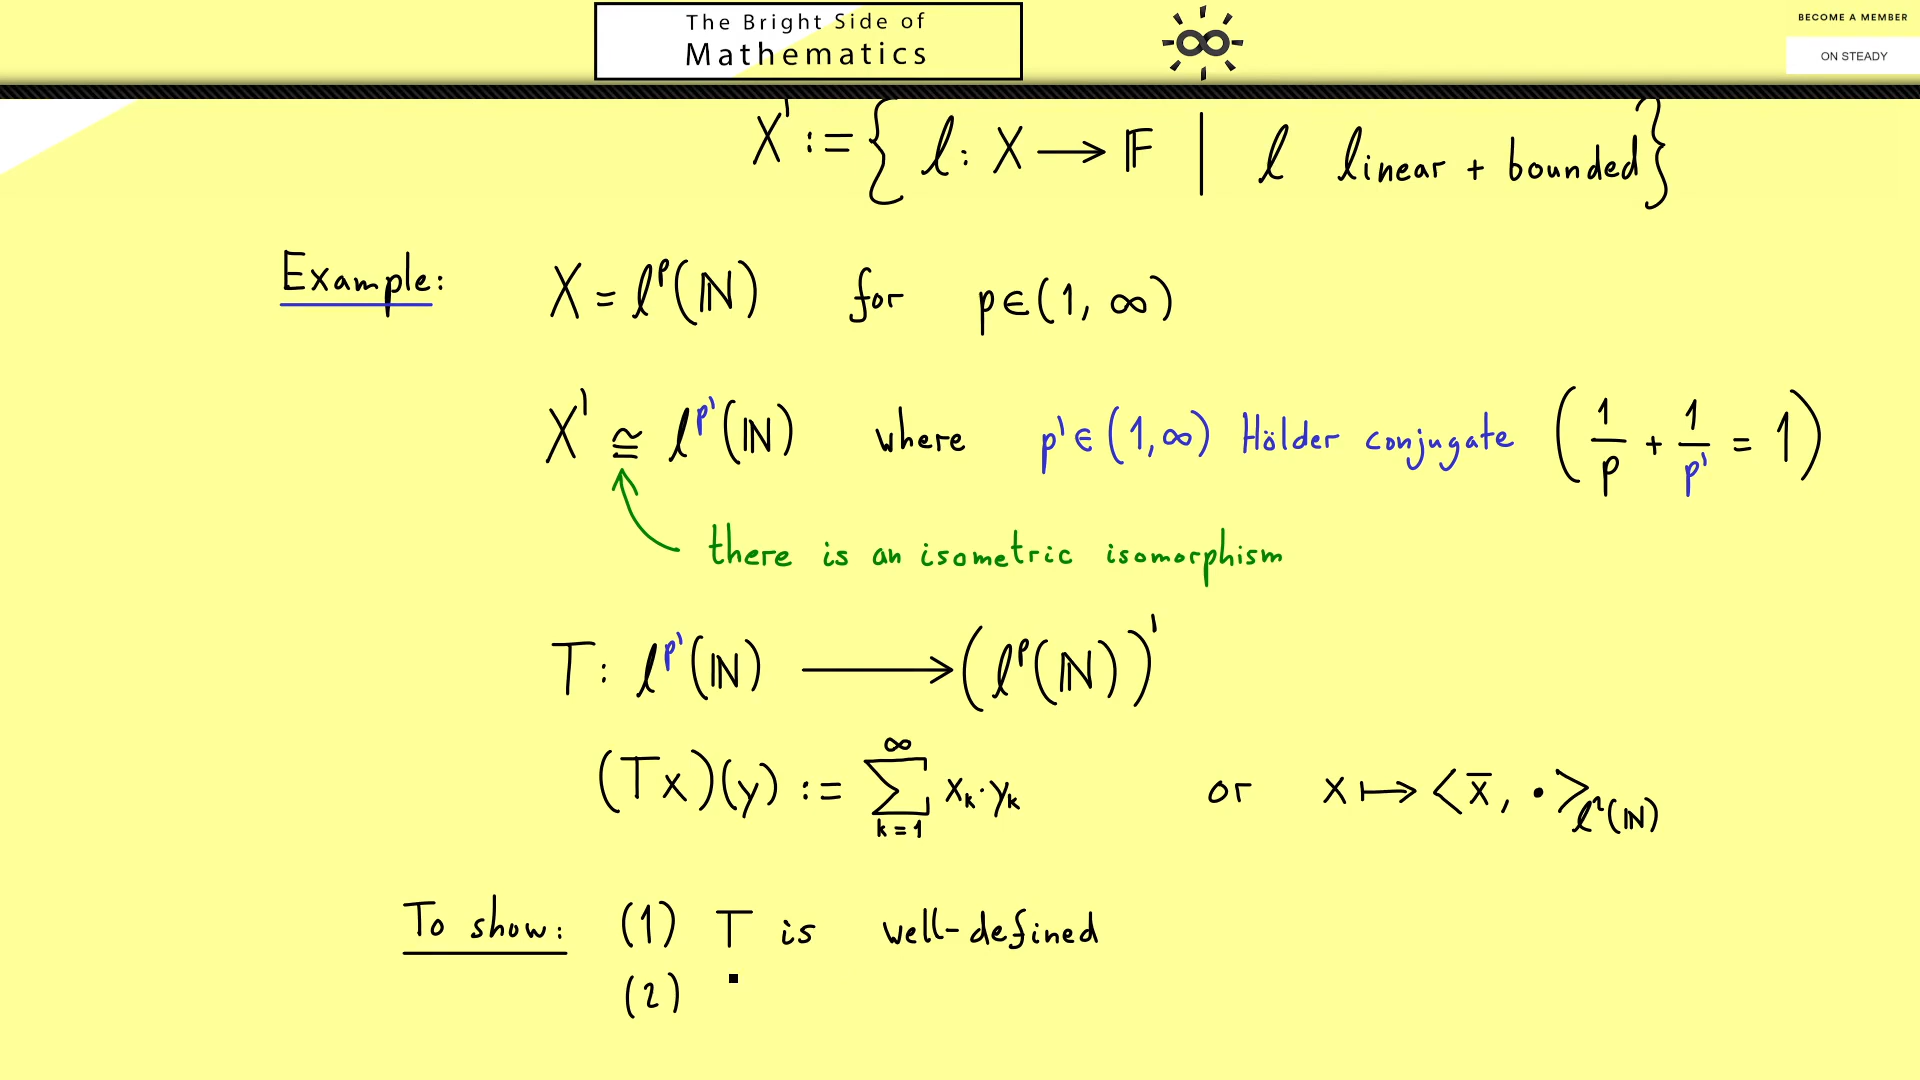 The Bright Side of
Mathematics
BECOME A MEMBER
ON STEADY
X' := { l: X ⟶ 𝔽 | l linear + bounded }
Example: X = l^p(ℕ) for p ∈ (1, ∞)
X' ≅ l^{p'}(ℕ) where p' ∈ (1, ∞) Hölder conjugate (1/p + 1/p' = 1)
there is an isometric isomorphism
T: l^{p'}(ℕ) ⟶ (l^p(ℕ))'
(Tx)(y) := ∑_{k=1}^{∞} x_k · y_k or x ⟼ <x̄, •>_{l²(ℕ)}
To show: (1) T is well-defined
(2)